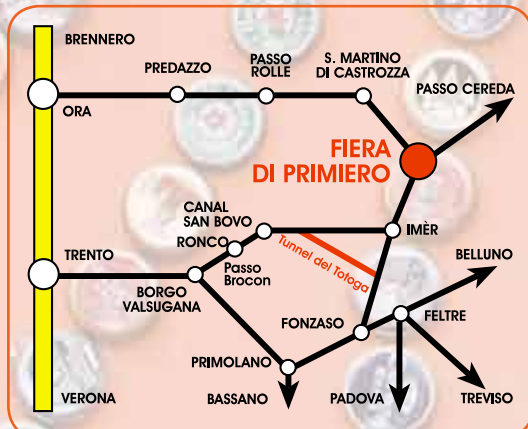 BRENNERO
PREDAZZO
PASSO
ROLLE
S. MARTINO
DI CASTROZZA
PASSO CEREDA
ORA
FIERA
DI PRIMIERO
CANAL
SAN BOVO
RONCO
Passo
Brocon
Tunnel del Totoga
IMÈR
TRENTO
BORGO
VALSUGANA
BELLUNO
FONZASO
FELTRE
PRIMOLANO
VERONA
BASSANO
PADOVA
TREVISO